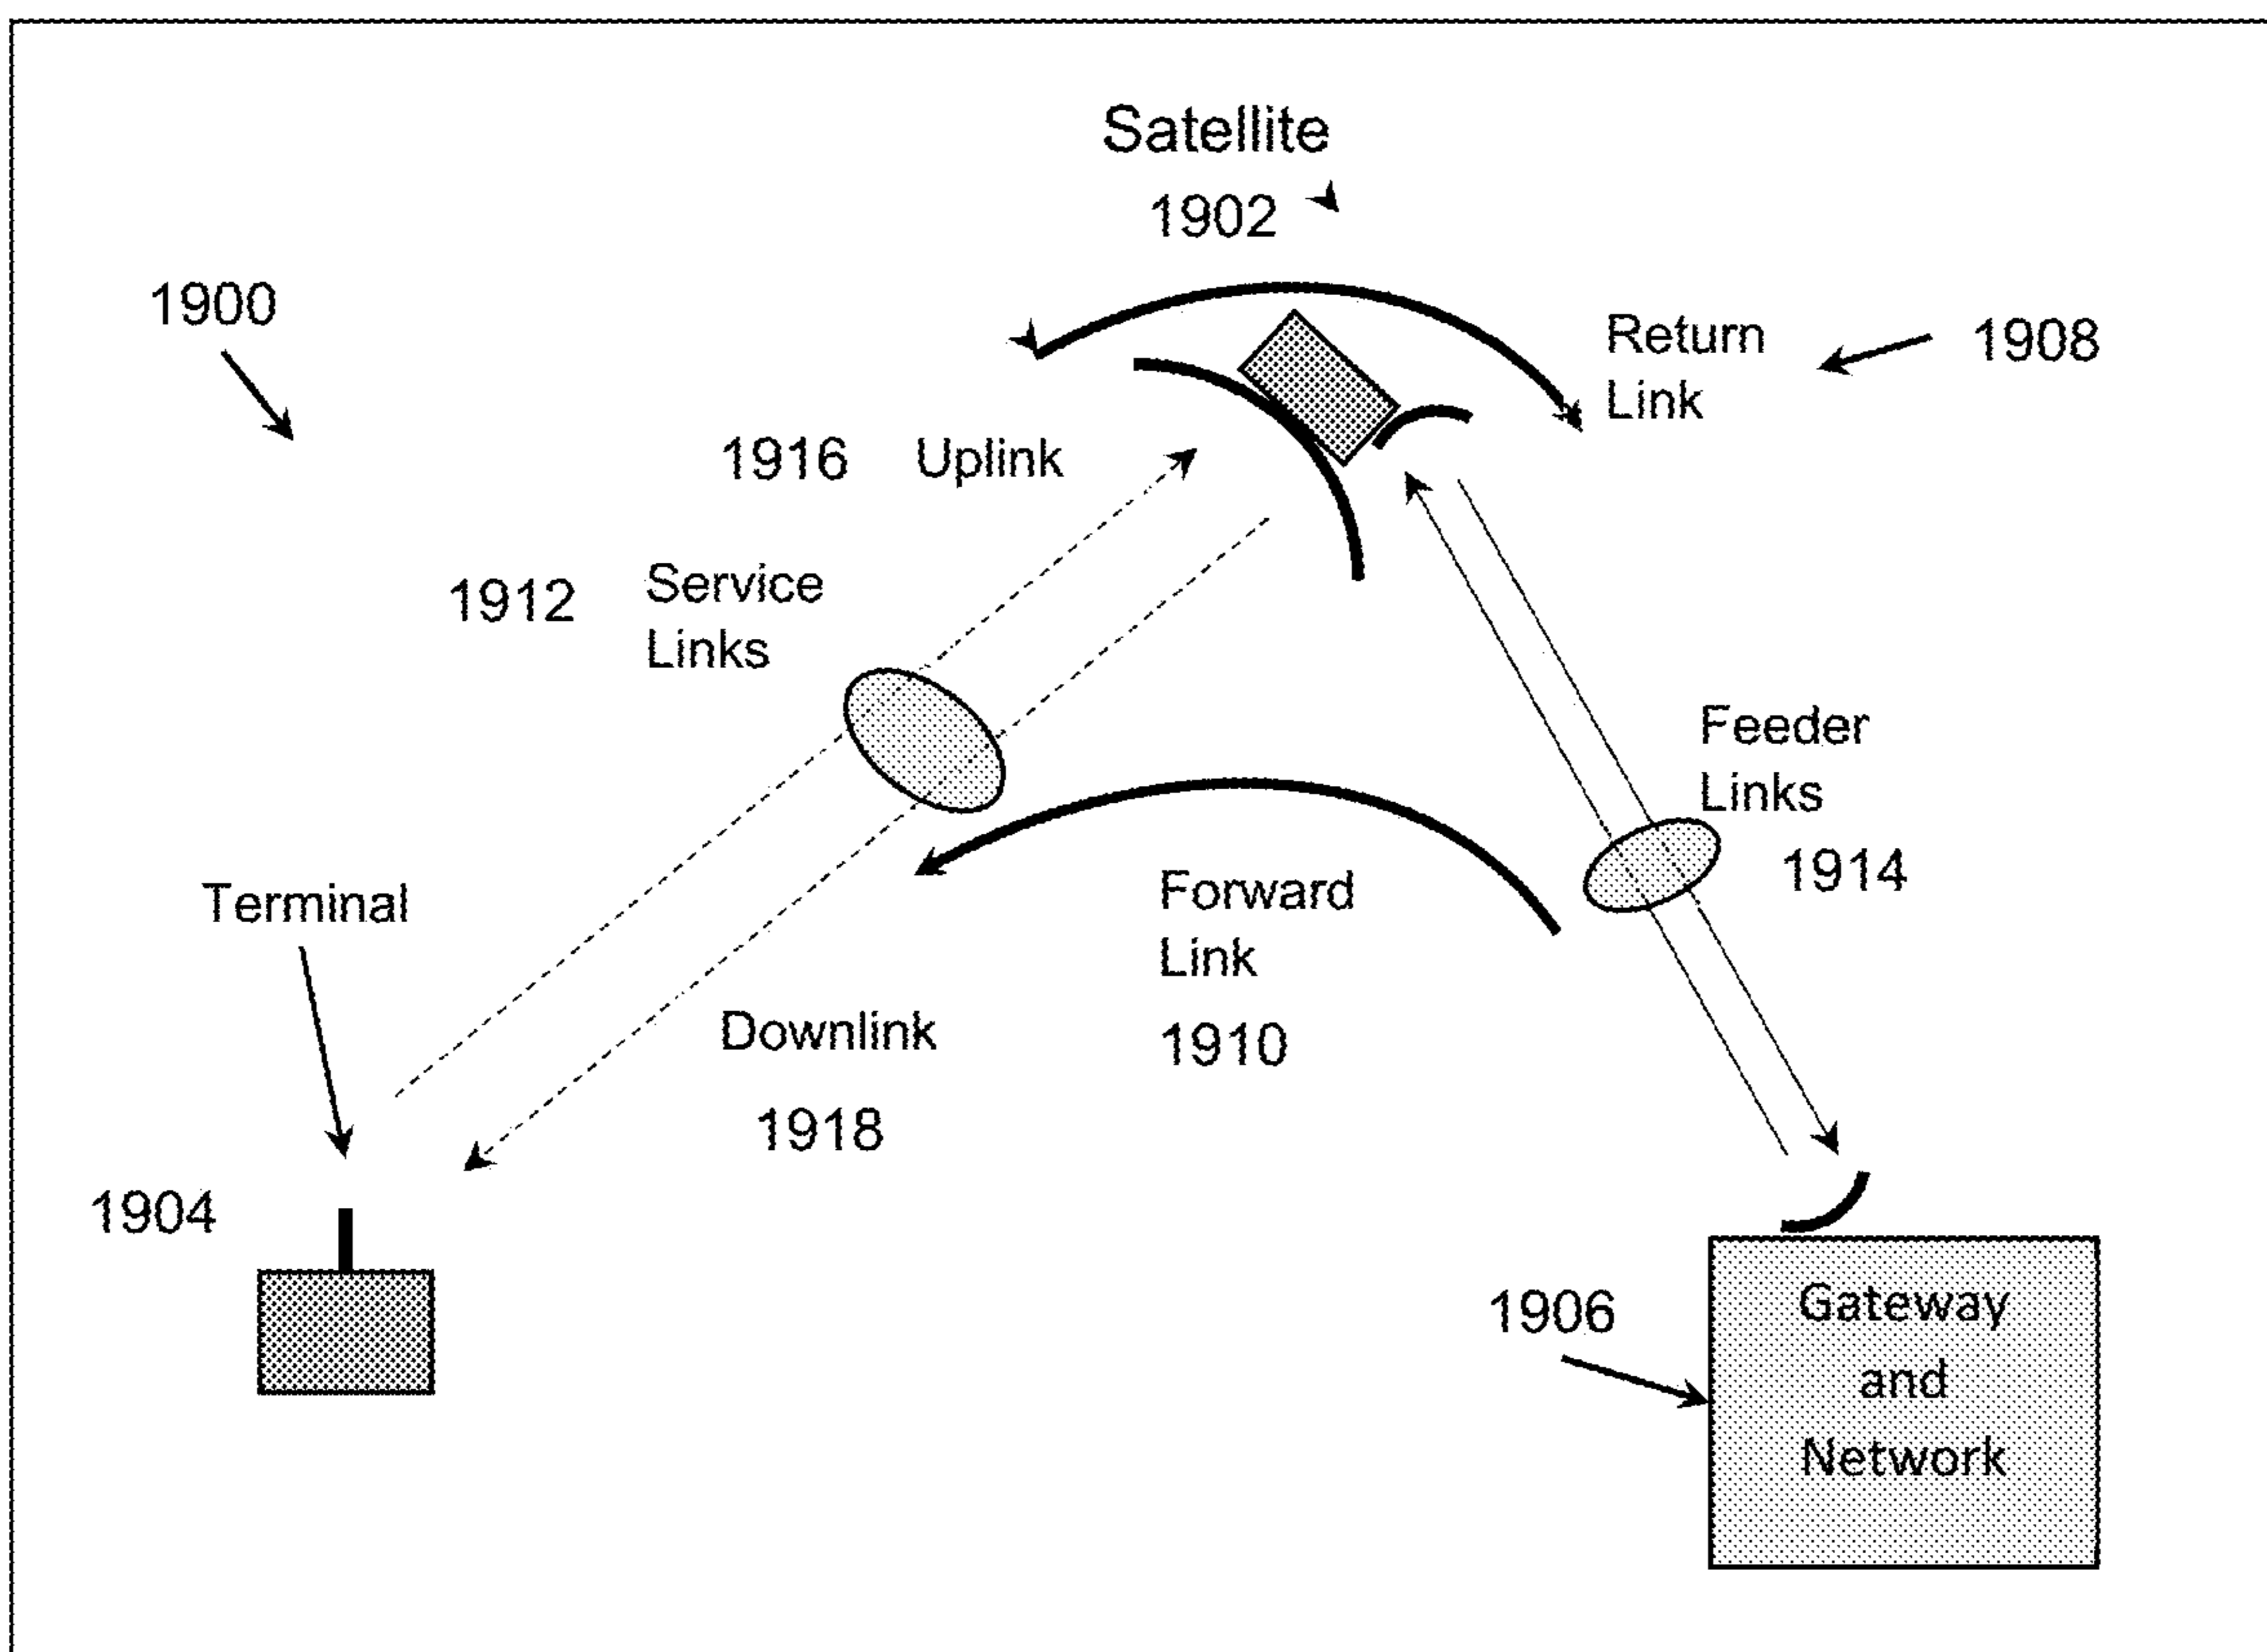 Satellite
1902
1900
Return
Link
1908
1916 Uplink
1912
Service
Links
Feeder
Links
1914
Terminal
Forward
Link
1910
Downlink
1918
1904
1906
Gateway
and
Network